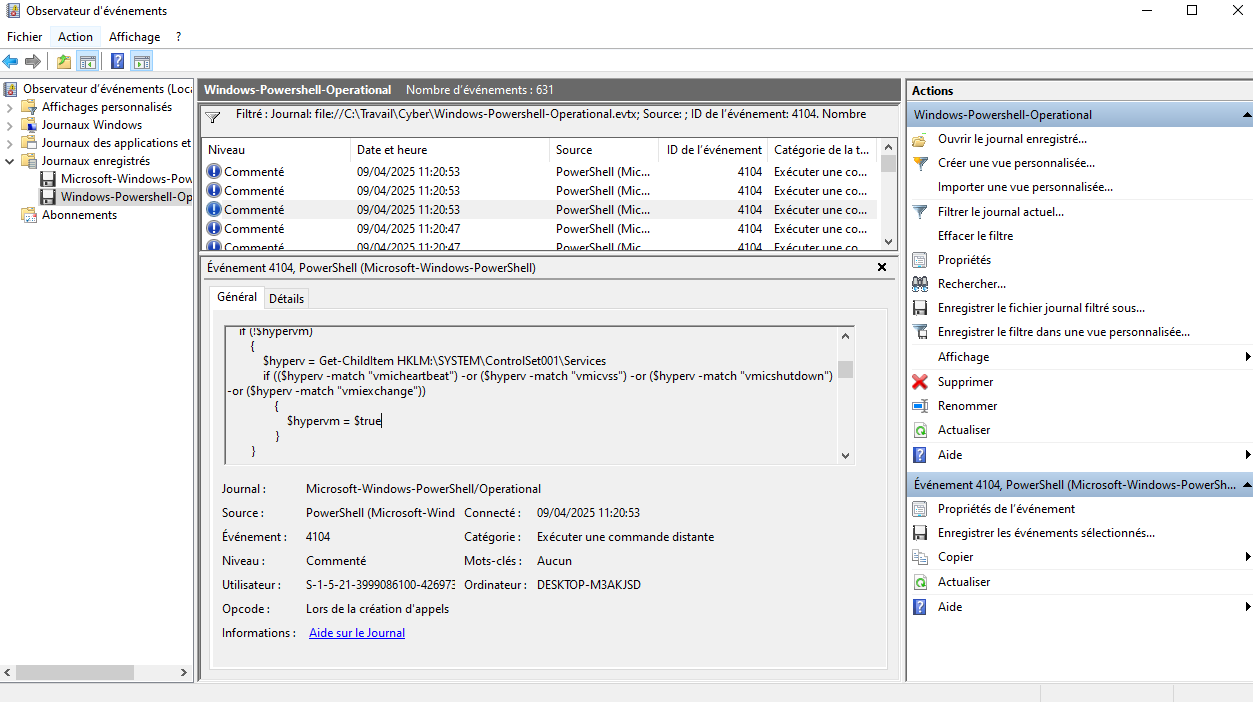 Observateur d'événements
Fichier Action Affichage ?
Observateur d'événements (Loca
Affichages personnalisés
Journaux Windows
Journaux des applications et
Journaux enregistrés
Microsoft-Windows-Pow
Windows-Powershell-Op
Abonnements
Windows-Powershell-Operational Nombre d'événements : 631
Filtré : Journal: file://C:\Travail\Cyber\Windows-Powershell-Operational.evtx; Source: ; ID de l'événement: 4104. Nombre
Niveau Date et heure Source ID de l'événement Catégorie de la t...
Commenté 09/04/2025 11:20:53 PowerShell (Mic... 4104 Exécuter une co...
Commenté 09/04/2025 11:20:53 PowerShell (Mic... 4104 Exécuter une co...
Commenté 09/04/2025 11:20:53 PowerShell (Mic... 4104 Exécuter une co...
Commenté 09/04/2025 11:20:47 PowerShell (Mic... 4104 Exécuter une co...
Commenté 09/04/2025 11:20:47 PowerShell (Mic... 4104 Exécuter une co...
Événement 4104, PowerShell (Microsoft-Windows-PowerShell)
Général Détails
if (!$hypervm)
{
$hyperv = Get-ChildItem HKLM:\SYSTEM\ControlSet001\Services
if (($hyperv -match "vmicheartbeat") -or ($hyperv -match "vmicvss") -or ($hyperv -match "vmicshutdown")
-or ($hyperv -match "vmiexchange"))
{
$hypervm = $true
}
}
Journal : Microsoft-Windows-PowerShell/Operational
Source : PowerShell (Microsoft-Wind Connecté : 09/04/2025 11:20:53
Événement : 4104 Catégorie : Exécuter une commande distante
Niveau : Commenté Mots-clés : Aucun
Utilisateur : S-1-5-21-3999086100-426973 Ordinateur : DESKTOP-M3AKJSD
Opcode : Lors de la création d'appels
Informations : Aide sur le Journal
Actions
Windows-Powershell-Operational
Ouvrir le journal enregistré...
Créer une vue personnalisée...
Importer une vue personnalisée...
Filtrer le journal actuel...
Effacer le filtre
Propriétés
Rechercher...
Enregistrer le fichier journal filtré sous...
Enregistrer le filtre dans une vue personnalisée...
Affichage
Supprimer
Renommer
Actualiser
Aide
Événement 4104, PowerShell (Microsoft-Windows-PowerSh...
Propriétés de l'événement
Enregistrer les événements sélectionnés...
Copier
Actualiser
Aide